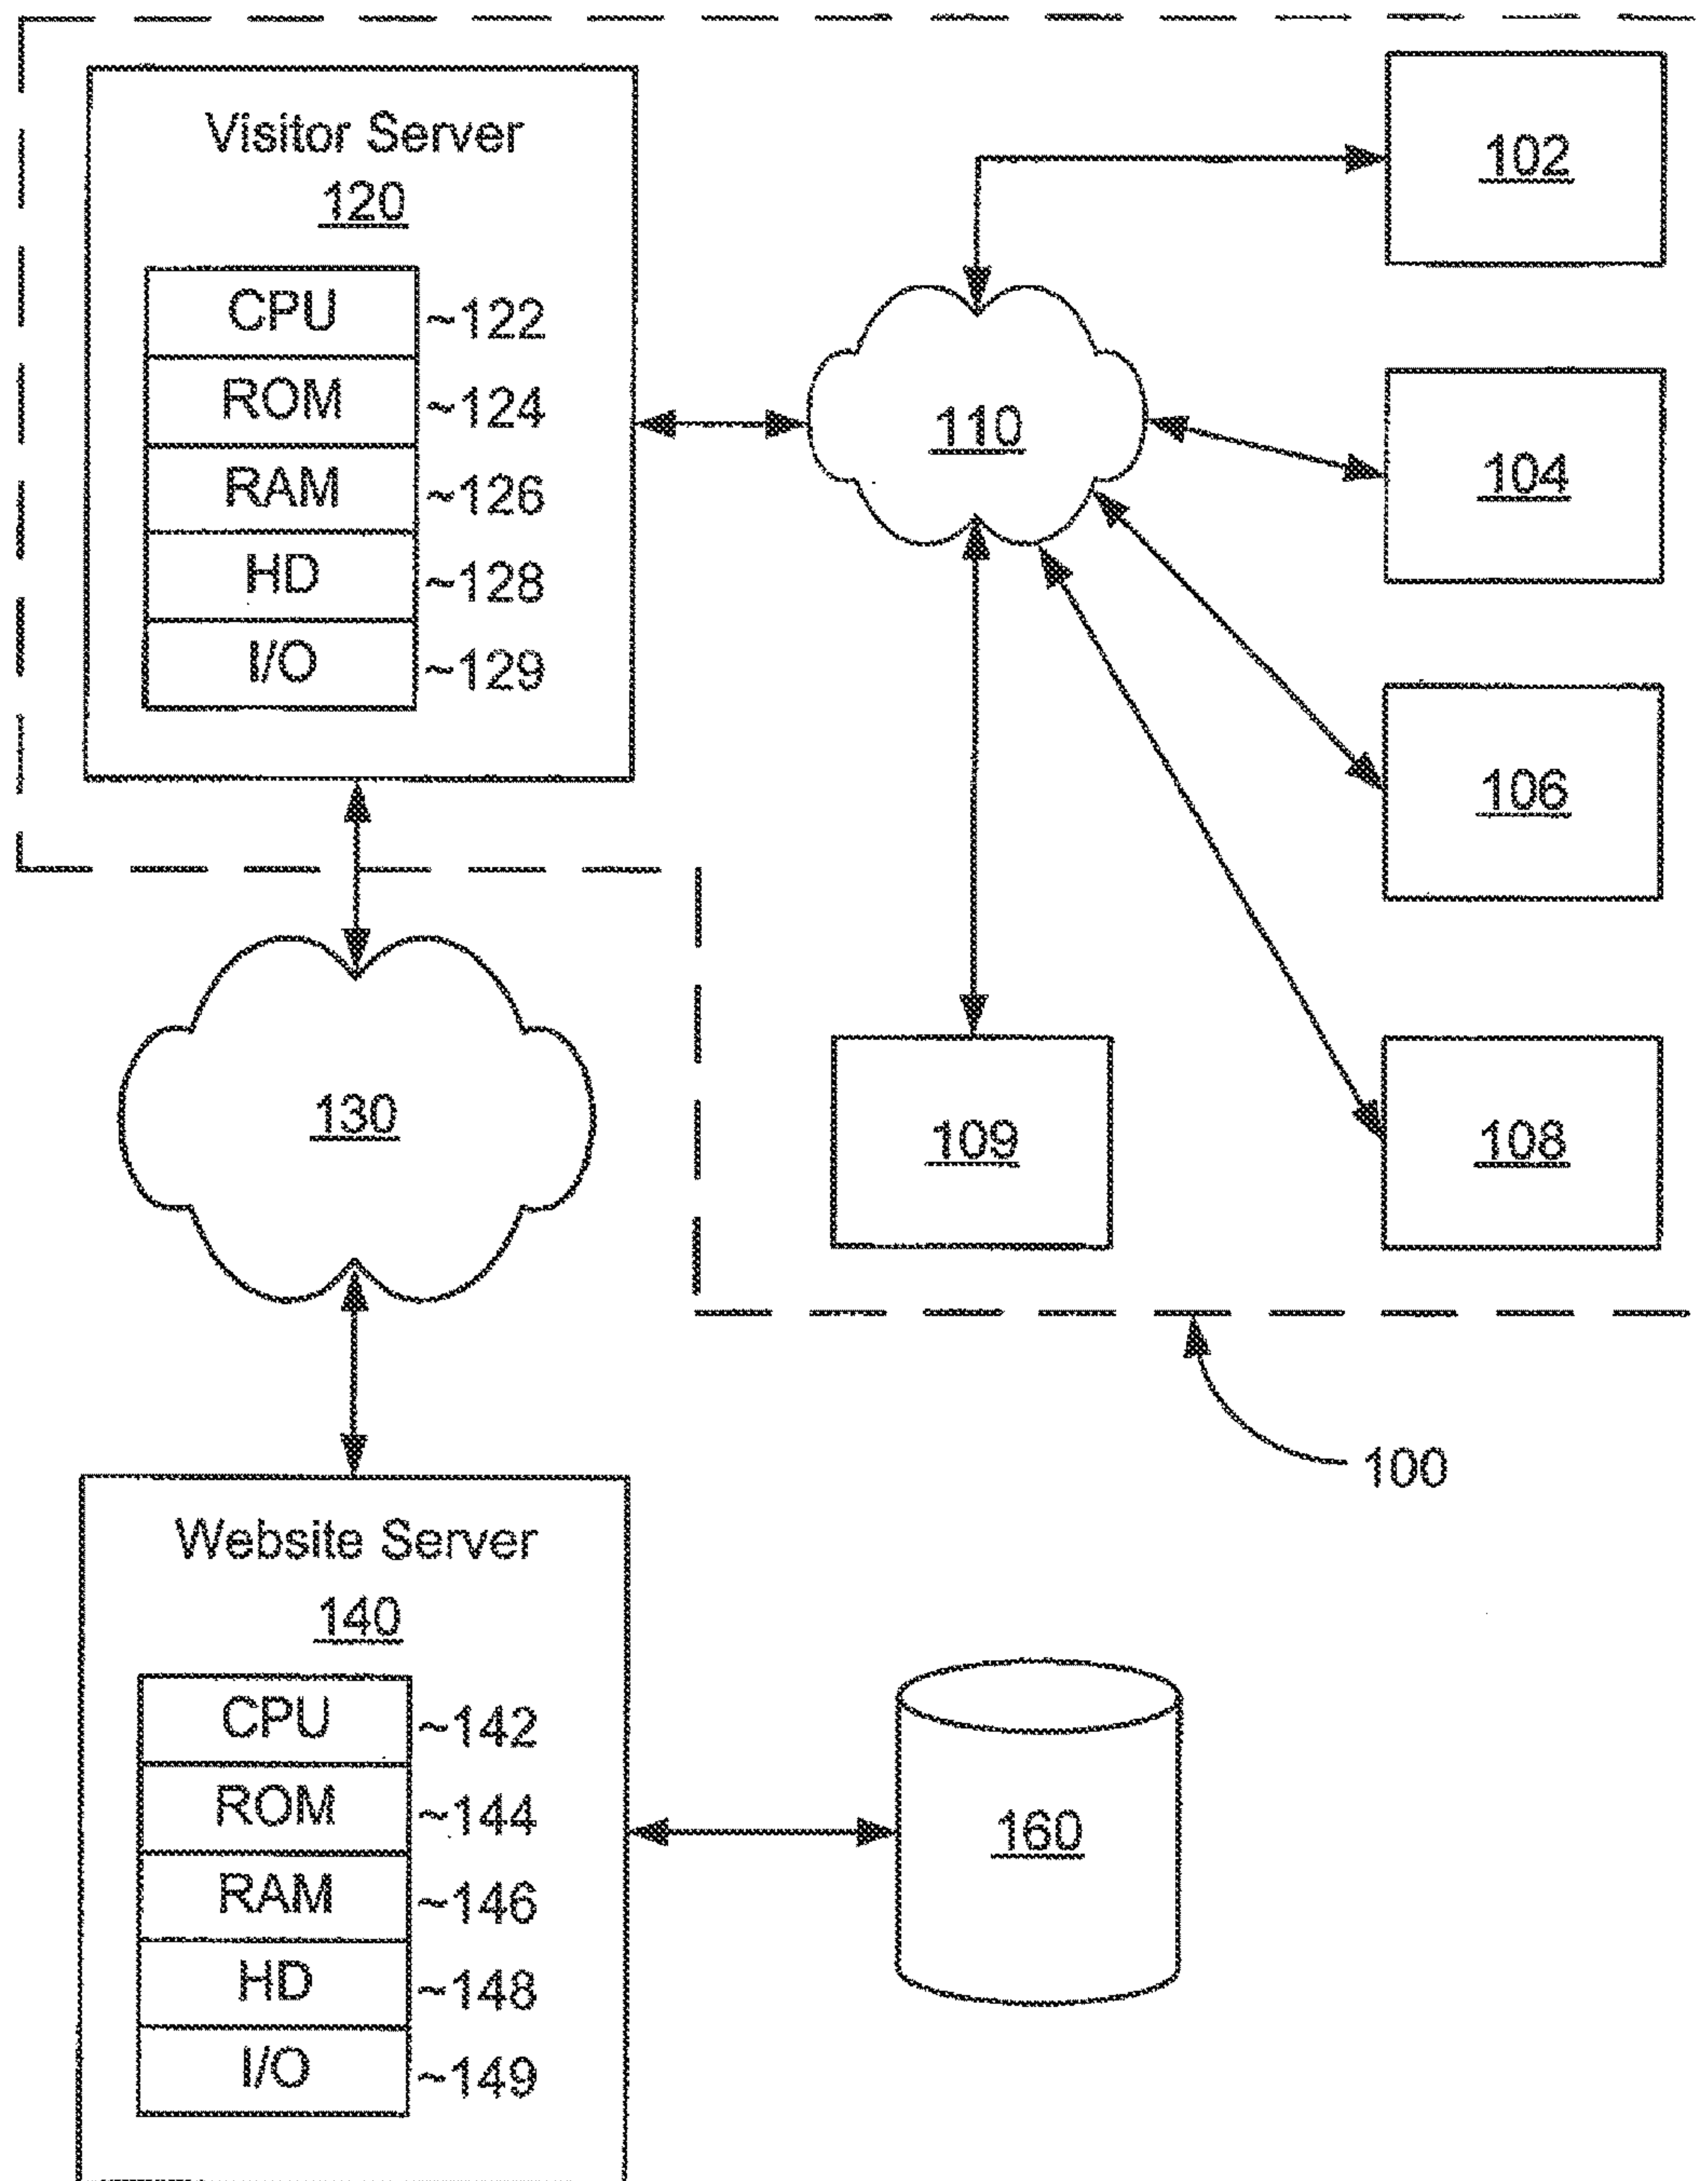 Visitor Server
120
CPU ~122
ROM ~124
RAM ~126
HD ~128
I/O ~129
102
110
104
106
109
108
130
100
Website Server
140
CPU ~142
ROM ~144
RAM ~146
HD ~148
I/O ~149
160